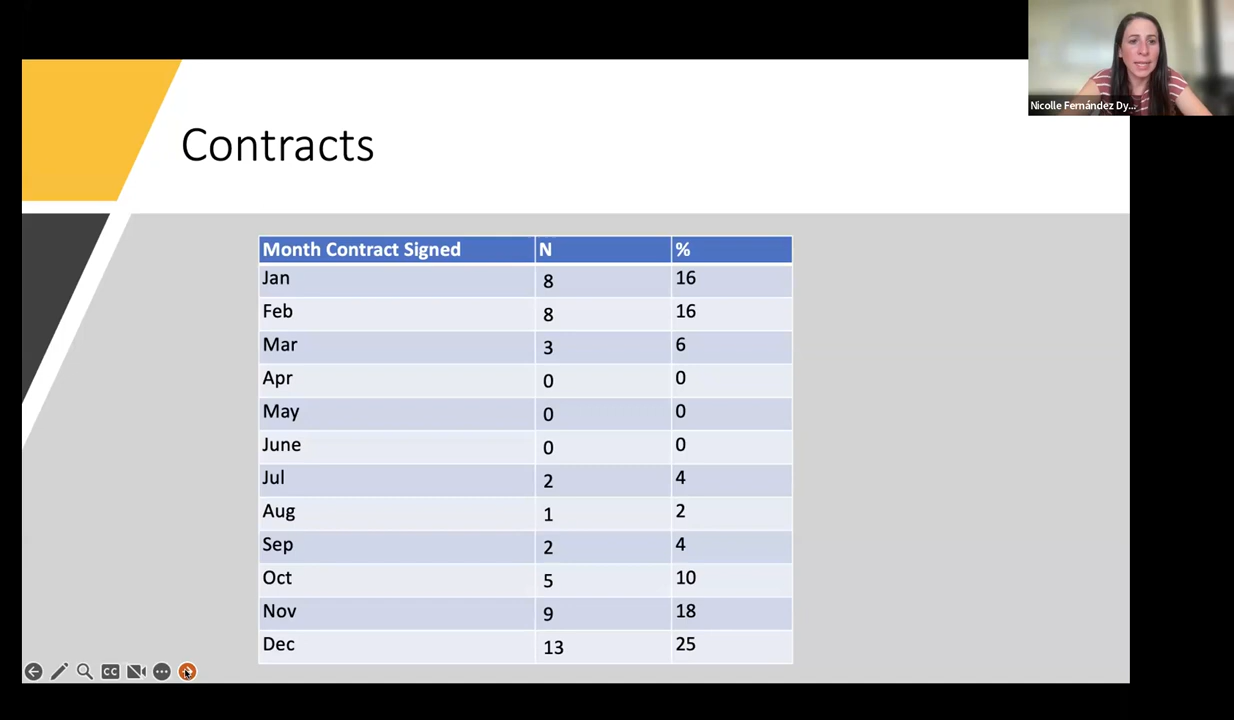 Nicolle Fernández Dy...
Contracts
Month Contract Signed N %
Jan 8 16
Feb 8 16
Mar 3 6
Apr 0 0
May 0 0
June 0 0
Jul 2 4
Aug 1 2
Sep 2 4
Oct 5 10
Nov 9 18
Dec 13 25
CC